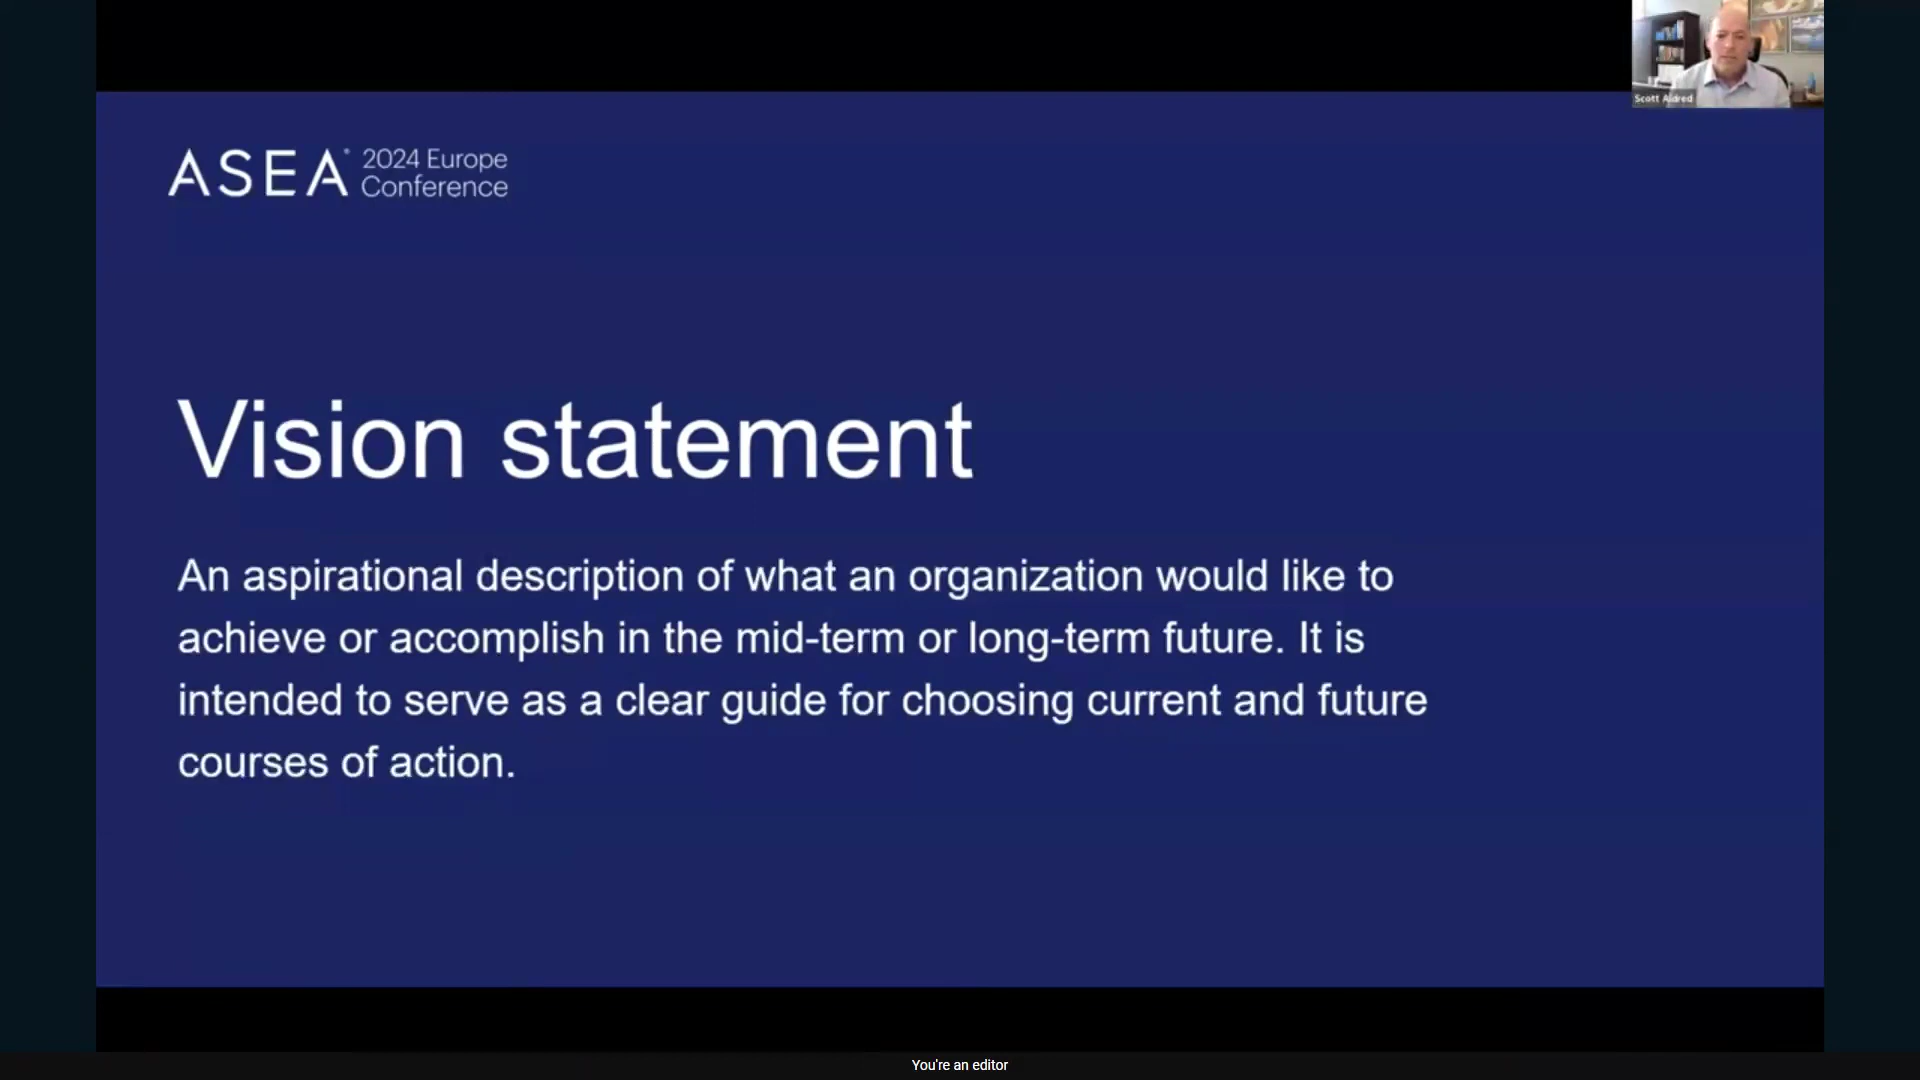 Scott Aldred
ASEA® 2024 Europe
Conference
Vision statement
An aspirational description of what an organization would like to
achieve or accomplish in the mid-term or long-term future. It is
intended to serve as a clear guide for choosing current and future
courses of action.
You're an editor